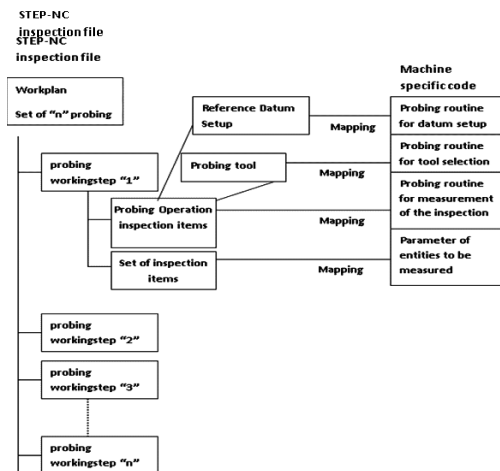 STEP-NC
inspection file
STEP-NC
inspection file
Workplan
Set of "n" probing
probing
workingstep "1"
Reference Datum
Setup
Probing tool
Probing Operation
inspection items
Set of inspection
items
Mapping
Mapping
Mapping
Mapping
Machine
specific code
Probing routine
for datum setup
Probing routine
for tool selection
Probing routine
for measurement
of the inspection
Parameter of
entities to be
measured
probing
workingstep "2"
probing
workingstep "3"
probing
workingstep "n"